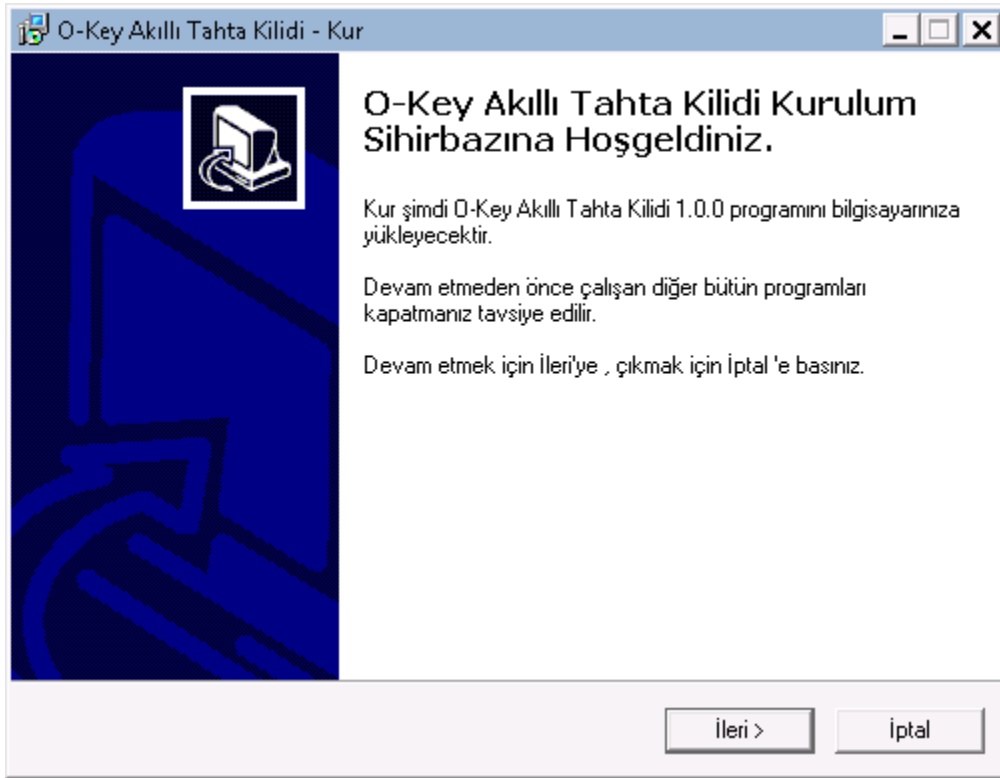 O-Key Akıllı Tahta Kilidi - Kur
O-Key Akıllı Tahta Kilidi Kurulum
Sihirbazına Hoşgeldiniz.
Kur şimdi O-Key Akıllı Tahta Kilidi 1.0.0 programını bilgisayarınıza
yükleyecektir.
Devam etmeden önce çalışan diğer bütün programları
kapatmanız tavsiye edilir.
Devam etmek için İleri'ye , çıkmak için İptal 'e basınız.
İleri >
İptal